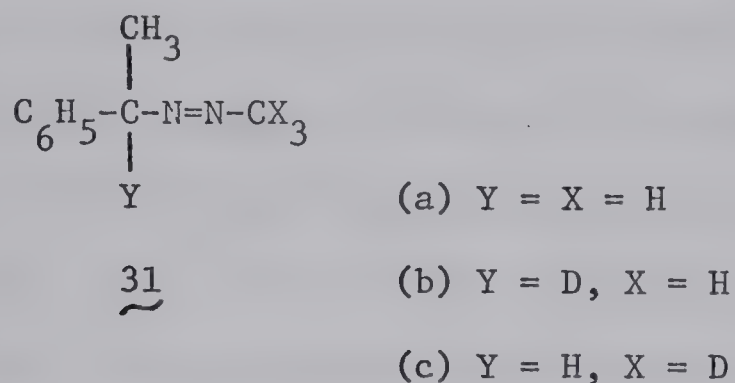 CH3
C6H5-C-N=N-CX3
Y
(a) Y = X = H
31
(b) Y = D, X = H
(c) Y = H, X = D